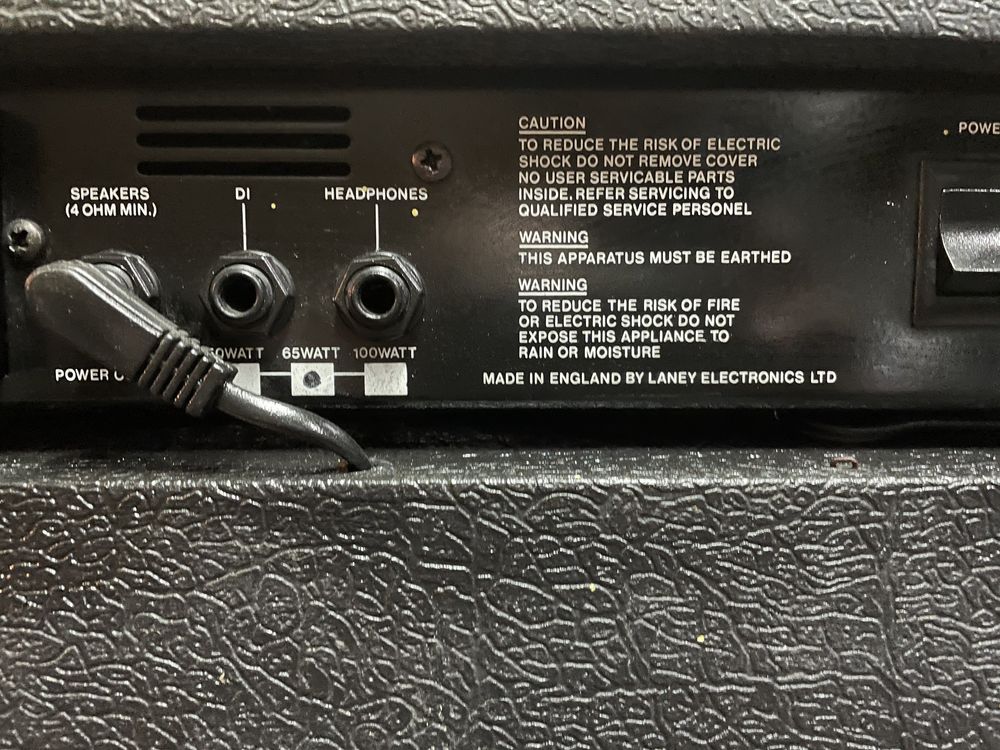 SPEAKERS
(4 OHM MIN.)
DI
HEADPHONES
65WATT
100WATT
POWER
CAUTION
TO REDUCE THE RISK OF ELECTRIC
SHOCK DO NOT REMOVE COVER
NO USER SERVICABLE PARTS
INSIDE. REFER SERVICING TO
QUALIFIED SERVICE PERSONEL
WARNING
THIS APPARATUS MUST BE EARTHED
WARNING
TO REDUCE THE RISK OF FIRE
OR ELECTRIC SHOCK DO NOT
EXPOSE THIS APPLIANCE TO
RAIN OR MOISTURE
MADE IN ENGLAND BY LANEY ELECTRONICS LTD